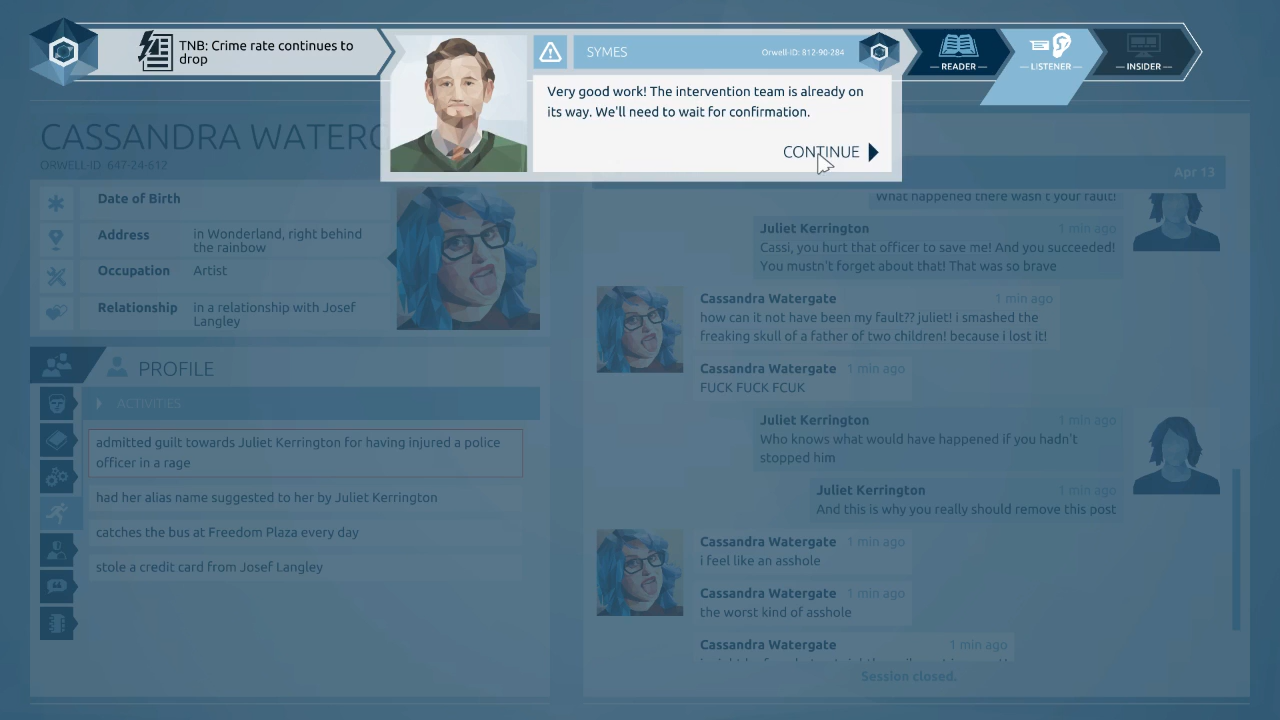 TNB: Crime rate continues to
drop
SYMES
Orwell-ID: 812-90-284
Very good work! The intervention team is already on
its way. We'll need to wait for confirmation.
CONTINUE
— READER —
— LISTENER —
— INSIDER —
CASSANDRA WATERG
ORWELL-ID 647-24-612
Date of Birth
Address in Wonderland, right behind
the rainbow
Occupation Artist
Relationship in a relationship with Josef
Langley
PROFILE
ACTIVITIES
admitted guilt towards Juliet Kerrington for having injured a police
officer in a rage
had her alias name suggested to her by Juliet Kerrington
catches the bus at Freedom Plaza every day
stole a credit card from Josef Langley
Apr 13
What happened there wasn't your fault!
Juliet Kerrington 1 min ago
Cassi, you hurt that officer to save me! And you succeeded!
You mustn't forget about that! That was so brave
Cassandra Watergate 1 min ago
how can it not have been my fault?? juliet! i smashed the
freaking skull of a father of two children! because i lost it!
Cassandra Watergate 1 min ago
FUCK FUCK FCUK
Juliet Kerrington 1 min ago
Who knows what would have happened if you hadn't
stopped him
Juliet Kerrington 1 min ago
And this is why you really should remove this post
Cassandra Watergate 1 min ago
i feel like an asshole
Cassandra Watergate 1 min ago
the worst kind of asshole
Cassandra Watergate 1 min ago
Session closed.